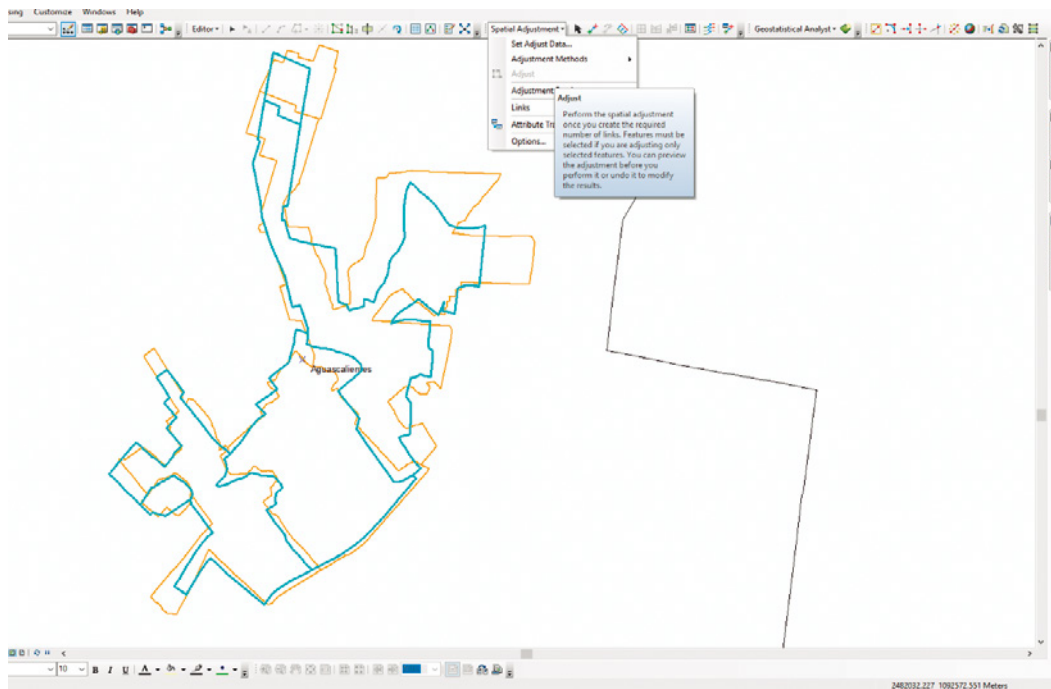 Customize Windows Help
Editor
Spatial Adjustment
Geostatistical Analyst
Set Adjust Data...
Adjustment Methods
Adjust
Adjustment
Links
Attribute
Options...
Adjust
Perform the spatial adjustment
once you create the required
number of links. Features must be
selected if you are adjusting only
selected features. You can preview
the adjustment before you
perform it or undo it to modify
the results.
Aguascalientes
10 B I U A
2482032.227 1092572.551 Meters